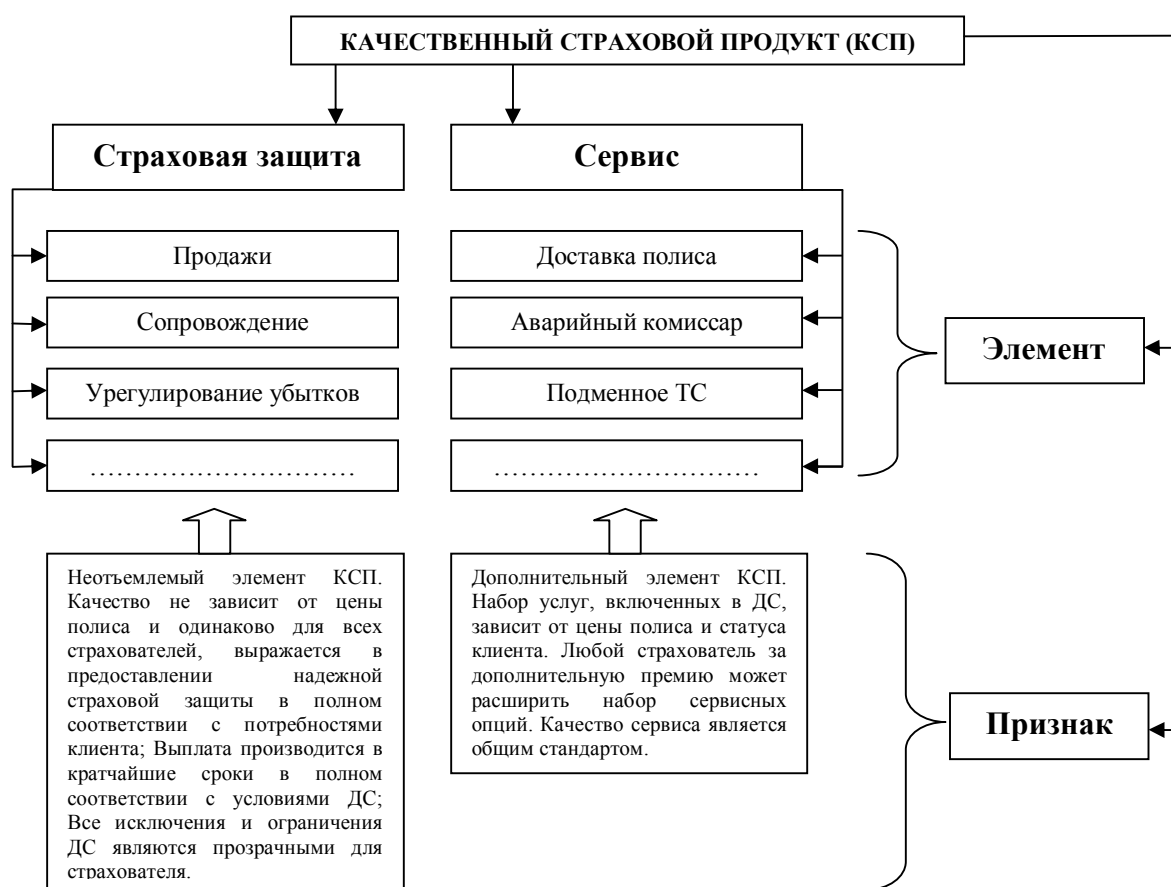 КАЧЕСТВЕННЫЙ СТРАХОВОЙ ПРОДУКТ (КСП)
Страховая защита
Сервис
Продажи
Доставка полиса
Сопровождение
Аварийный комиссар
Элемент
Урегулирование убытков
Подменное ТС
…………………………
…………………………
Неотъемлемый элемент КСП.
Качество не зависит от цены
полиса и одинаково для всех
страхователей, выражается в
предоставлении надежной
страховой защиты в полном
соответствии с потребностями
клиента; Выплата производится в
кратчайшие сроки в полном
соответствии с условиями ДС;
Все исключения и ограничения
ДС являются прозрачными для
страхователя.
Дополнительный элемент КСП.
Набор услуг, включенных в ДС,
зависит от цены полиса и статуса
клиента. Любой страхователь за
дополнительную премию может
расширить набор сервисных
опций. Качество сервиса является
общим стандартом.
Признак